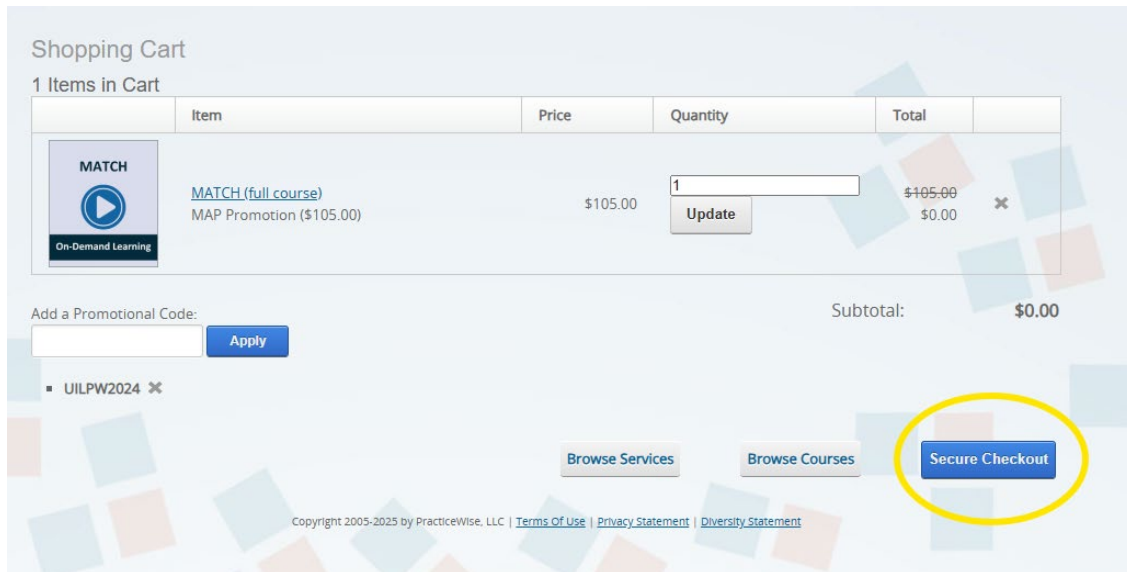 Shopping Cart
1 Items in Cart
Item Price Quantity Total
MATCH
On-Demand Learning
MATCH (full course)
MAP Promotion ($105.00)
$105.00
1
Update
$105.00
$0.00
Add a Promotional Code:
Apply
Subtotal: $0.00
UILPW2024
Browse Services Browse Courses Secure Checkout
Copyright 2005-2025 by PracticeWise, LLC | Terms Of Use | Privacy Statement | Diversity Statement